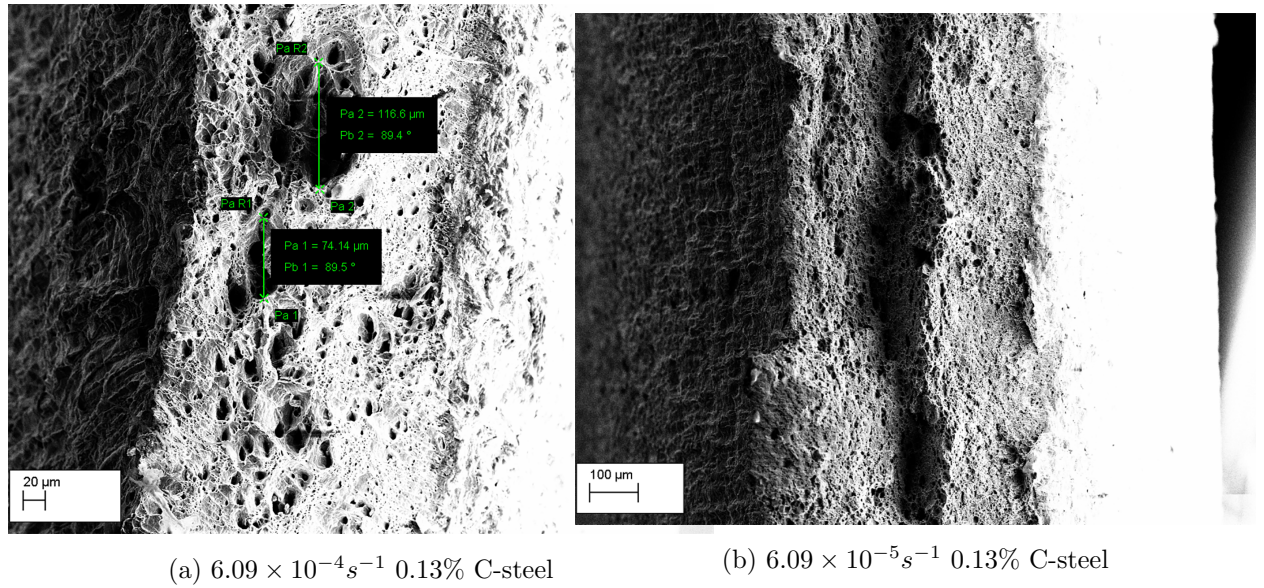 Pa R2
Pa 2 = 116.6 µm
Pb 2 = 89.4 °
Pa R1
Pa 2
Pa 1 = 74.14 µm
Pb 1 = 89.5 °
Pa 1
20 µm
100 µm
(a) 6.09 × 10⁻⁴s⁻¹ 0.13% C-steel
(b) 6.09 × 10⁻⁵s⁻¹ 0.13% C-steel